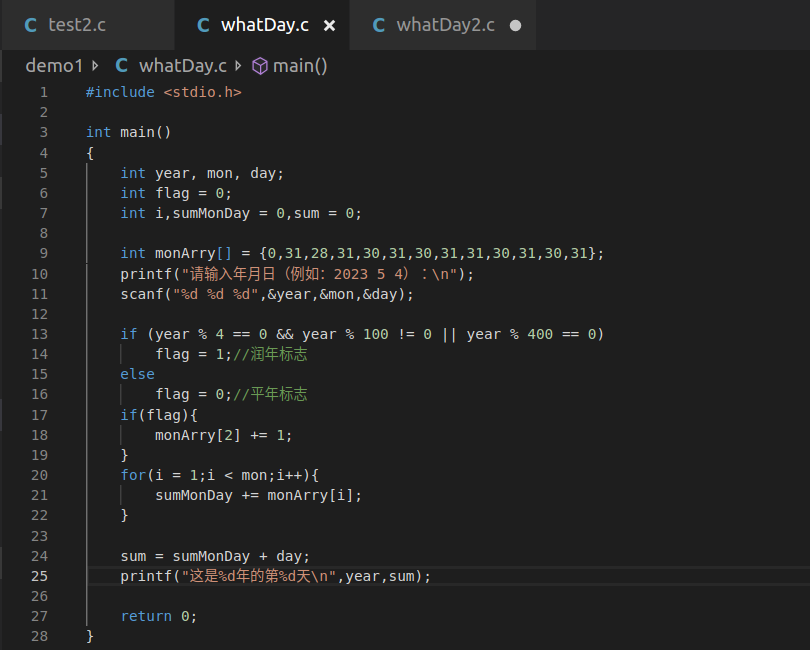 test2.c whatDay.c × whatDay2.c ●
demo1 ▷ whatDay.c ▷ main()
1 #include <stdio.h>
2
3 int main()
4 {
5 int year, mon, day;
6 int flag = 0;
7 int i,sumMonDay = 0,sum = 0;
8
9 int monArry[] = {0,31,28,31,30,31,30,31,31,30,31,30,31};
10 printf("请输入年月日（例如：2023 5 4）：\n");
11 scanf("%d %d %d",&year,&mon,&day);
12
13 if (year % 4 == 0 && year % 100 != 0 || year % 400 == 0)
14 flag = 1;//润年标志
15 else
16 flag = 0;//平年标志
17 if(flag){
18 monArry[2] += 1;
19 }
20 for(i = 1;i < mon;i++){
21 sumMonDay += monArry[i];
22 }
23
24 sum = sumMonDay + day;
25 printf("这是%d年的第%d天\n",year,sum);
26
27 return 0;
28 }